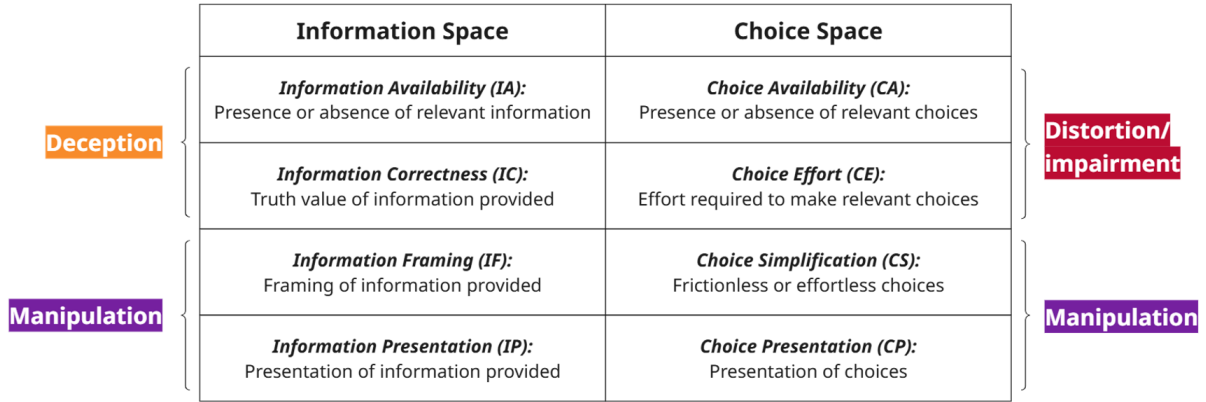 Information Space
Choice Space
Information Availability (IA):
Presence or absence of relevant information
Choice Availability (CA):
Presence or absence of relevant choices
Deception
Distortion/
impairment
Information Correctness (IC):
Truth value of information provided
Choice Effort (CE):
Effort required to make relevant choices
Information Framing (IF):
Framing of information provided
Choice Simplification (CS):
Frictionless or effortless choices
Manipulation
Manipulation
Information Presentation (IP):
Presentation of information provided
Choice Presentation (CP):
Presentation of choices